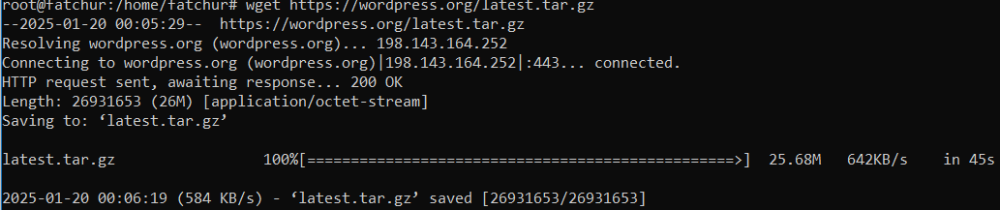 root@fatchur:/home/fatchur# wget https://wordpress.org/latest.tar.gz
--2025-01-20 00:05:29--  https://wordpress.org/latest.tar.gz
Resolving wordpress.org (wordpress.org)... 198.143.164.252
Connecting to wordpress.org (wordpress.org)|198.143.164.252|:443... connected.
HTTP request sent, awaiting response... 200 OK
Length: 26931653 (26M) [application/octet-stream]
Saving to: ‘latest.tar.gz’
latest.tar.gz                 100%[=================================================>]  25.68M   642KB/s    in 45s
2025-01-20 00:06:19 (584 KB/s) - ‘latest.tar.gz’ saved [26931653/26931653]